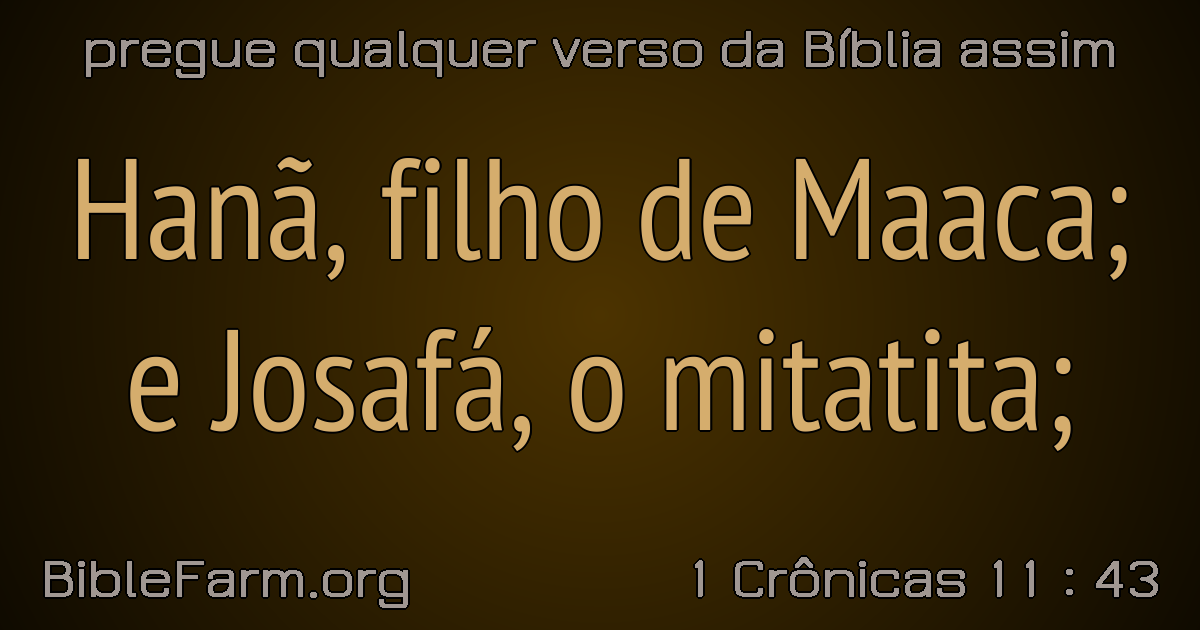 pregue qualquer verso da Bíblia assim
Hanã, filho de Maaca;
e Josafá, o mitatita;
BibleFarm.org
1 Crônicas 11 : 43